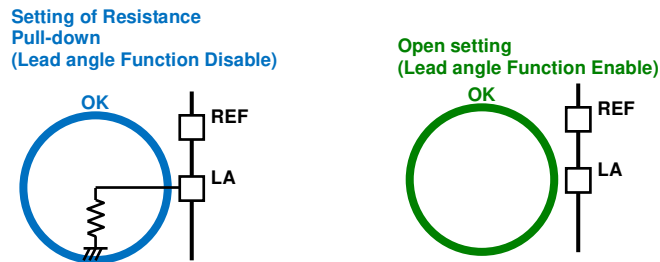 Setting of Resistance
Pull-down
(Lead angle Function Disable)
OK
REF
LA
Open setting
(Lead angle Function Enable)
OK
REF
LA